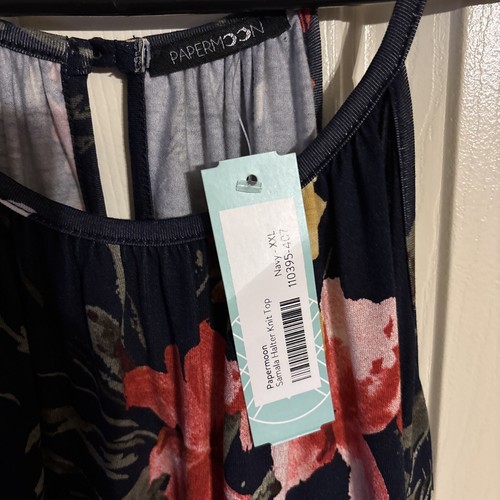 PAPERMOON
Papermoon
Samala Halter Knit Top
Navy - XXL
110395-407